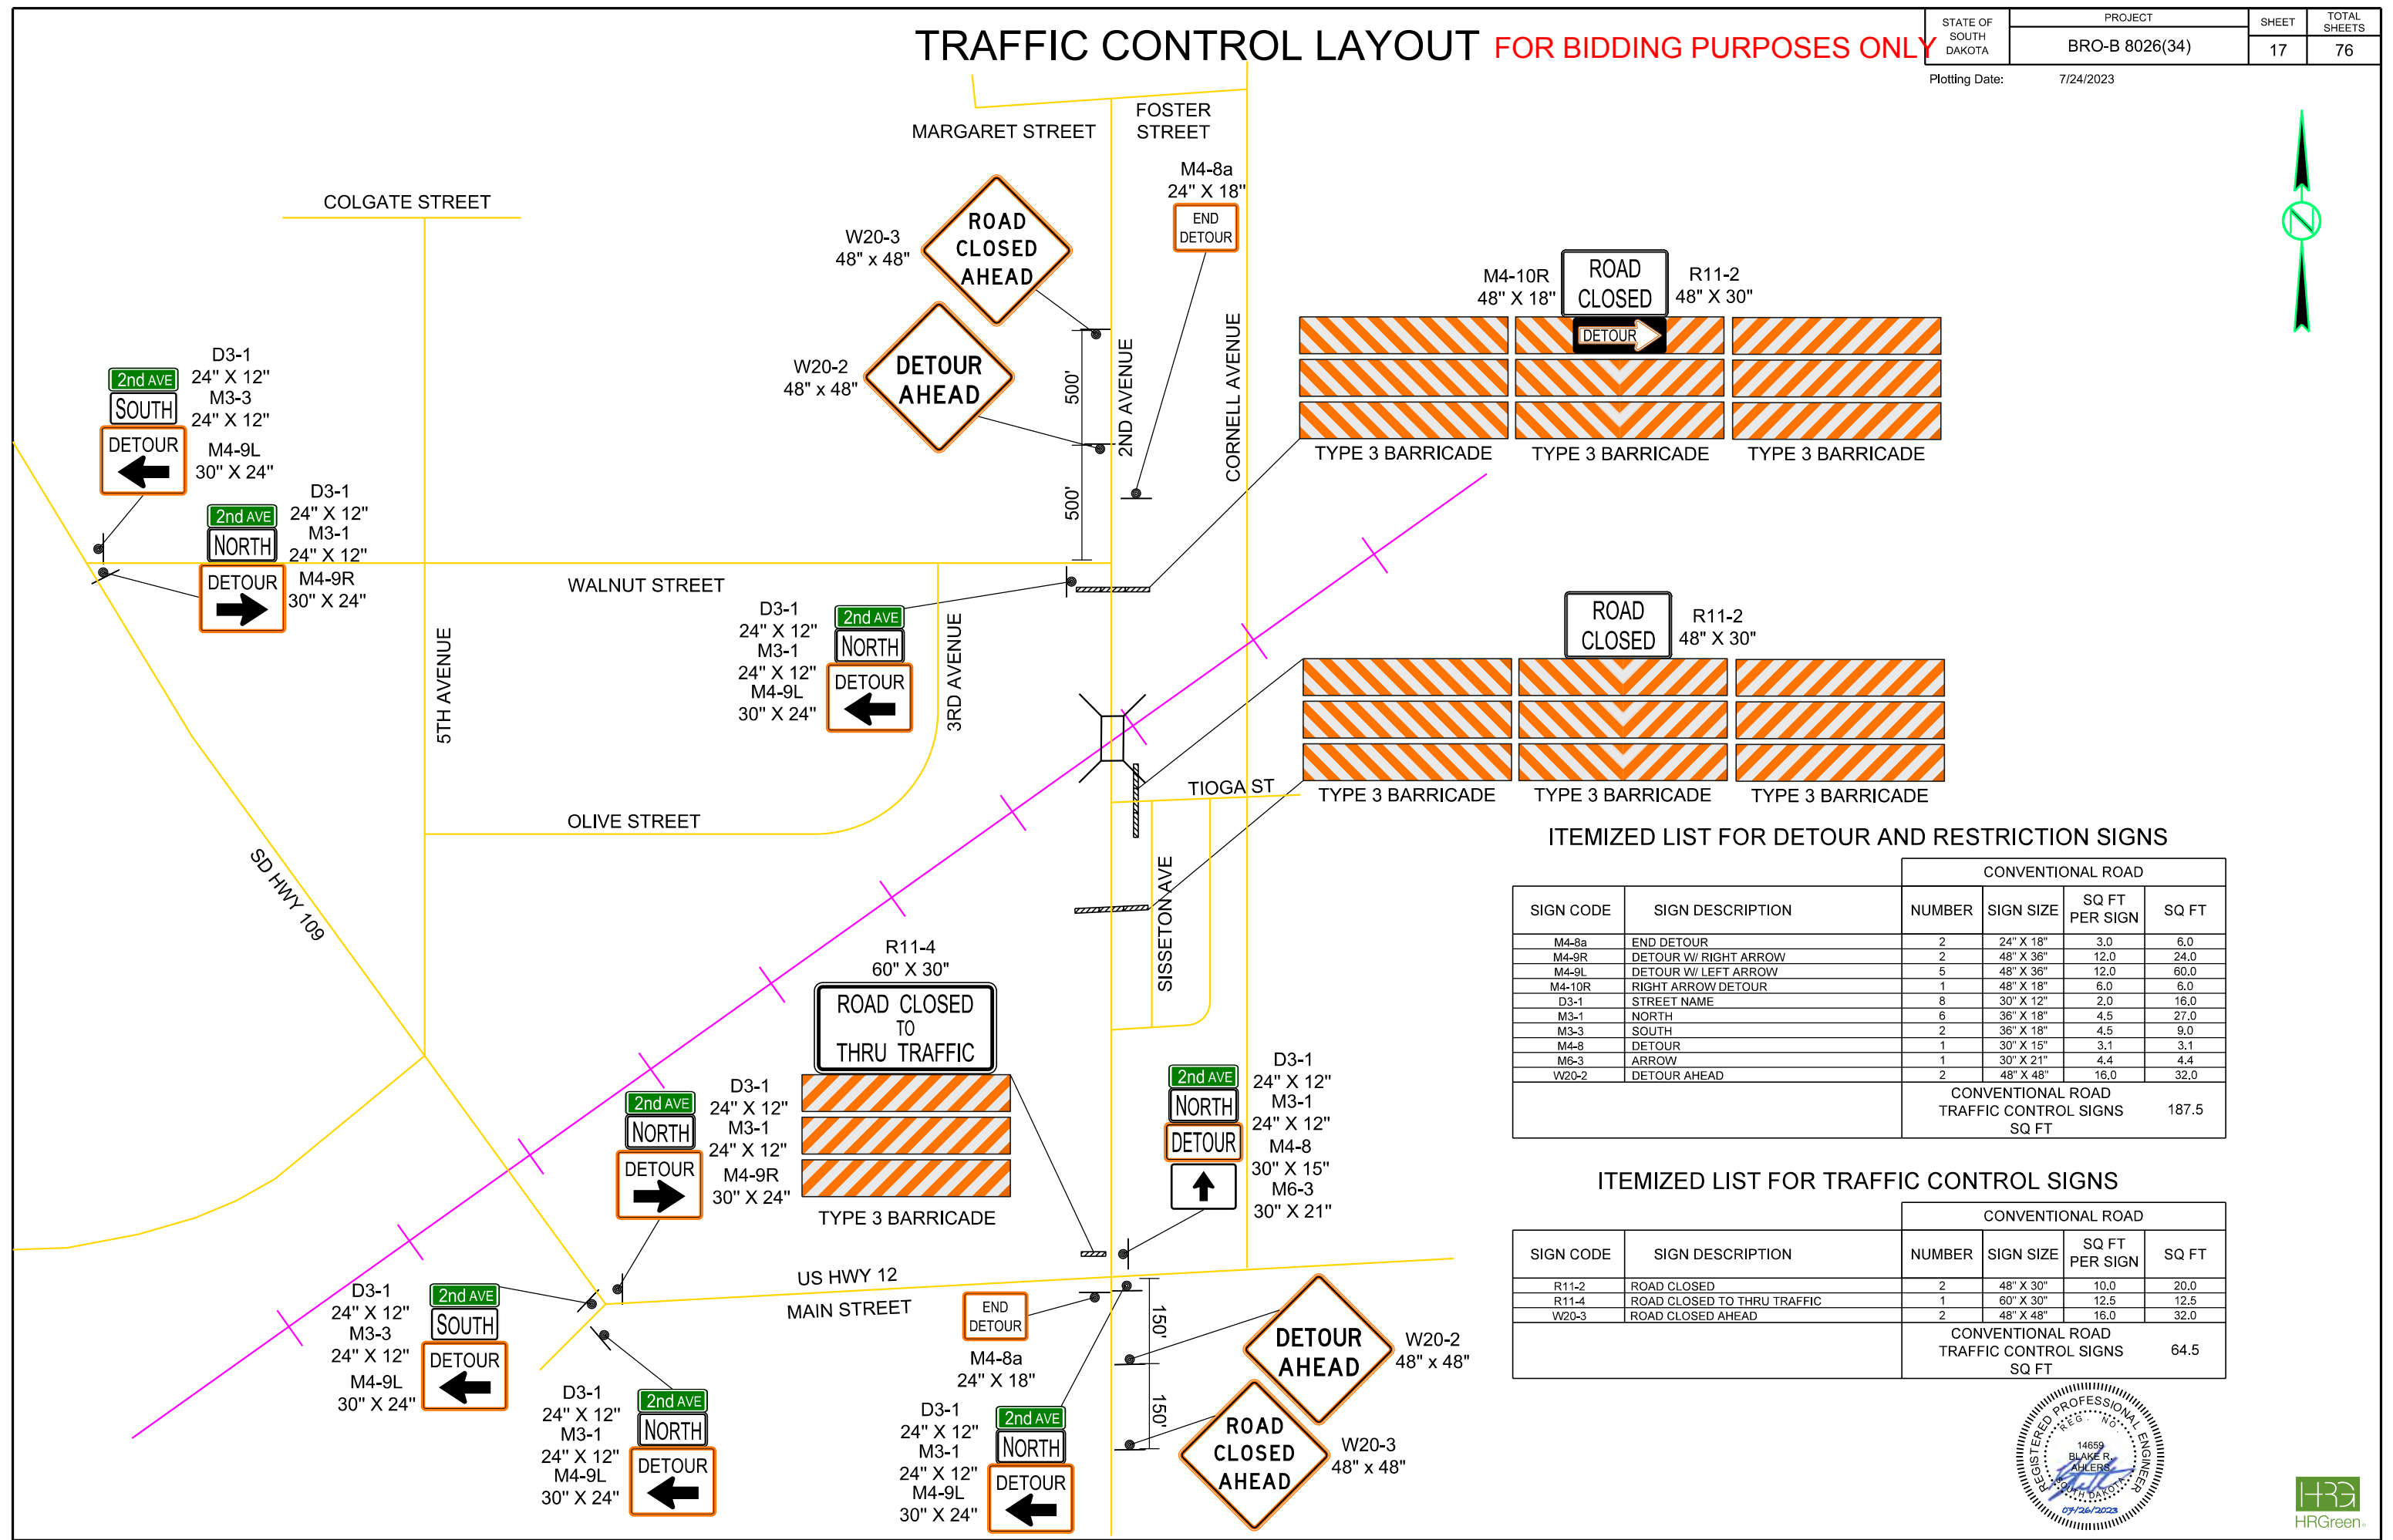 TRAFFIC CONTROL LAYOUT FOR BIDDING PURPOSES ONLY
STATE OF
SOUTH
DAKOTA
PROJECT
BRO-B 8026(34)
SHEET
17
TOTAL
SHEETS
76
Plotting Date: 7/24/2023
MARGARET STREET
FOSTER
STREET
COLGATE STREET
M4-8a
24" X 18"
END
DETOUR
W20-3
48" x 48"
ROAD
CLOSED
AHEAD
W20-2
48" x 48"
DETOUR
AHEAD
500'
500'
2ND AVENUE
CORNELL AVENUE
M4-10R
48" X 18"
ROAD
CLOSED
R11-2
48" X 30"
DETOUR
TYPE 3 BARRICADE
TYPE 3 BARRICADE
TYPE 3 BARRICADE
2nd AVE
SOUTH
DETOUR
D3-1
24" X 12"
M3-3
24" X 12"
M4-9L
30" X 24"
2nd AVE
NORTH
DETOUR
D3-1
24" X 12"
M3-1
24" X 12"
M4-9R
30" X 24"
WALNUT STREET
5TH AVENUE
D3-1
24" X 12"
M3-1
24" X 12"
M4-9L
30" X 24"
2nd AVE
NORTH
DETOUR
3RD AVENUE
ROAD
CLOSED
R11-2
48" X 30"
TYPE 3 BARRICADE
TYPE 3 BARRICADE
TYPE 3 BARRICADE
TIOGA ST
OLIVE STREET
SD HWY 109
SISSETON AVE
R11-4
60" X 30"
ROAD CLOSED
TO
THRU TRAFFIC
TYPE 3 BARRICADE
2nd AVE
NORTH
DETOUR
D3-1
24" X 12"
M3-1
24" X 12"
M4-9R
30" X 24"
2nd AVE
NORTH
DETOUR
D3-1
24" X 12"
M3-1
24" X 12"
M4-8
30" X 15"
M6-3
30" X 21"
US HWY 12
MAIN STREET
D3-1
24" X 12"
M3-3
24" X 12"
M4-9L
30" X 24"
2nd AVE
SOUTH
DETOUR
D3-1
24" X 12"
M3-1
24" X 12"
M4-9L
30" X 24"
2nd AVE
NORTH
DETOUR
END
DETOUR
M4-8a
24" X 18"
D3-1
24" X 12"
M3-1
24" X 12"
M4-9L
30" X 24"
2nd AVE
NORTH
DETOUR
150'
150'
DETOUR
AHEAD
W20-2
48" x 48"
ROAD
CLOSED
AHEAD
W20-3
48" x 48"
ITEMIZED LIST FOR DETOUR AND RESTRICTION SIGNS
CONVENTIONAL ROAD
SIGN CODE SIGN DESCRIPTION NUMBER SIGN SIZE SQ FT PER SIGN SQ FT
M4-8a END DETOUR 2 24" X 18" 3.0 6.0
M4-9R DETOUR W/ RIGHT ARROW 2 48" X 36" 12.0 24.0
M4-9L DETOUR W/ LEFT ARROW 5 48" X 36" 12.0 60.0
M4-10R RIGHT ARROW DETOUR 1 48" X 18" 6.0 6.0
D3-1 STREET NAME 8 30" X 12" 2.0 16.0
M3-1 NORTH 6 36" X 18" 4.5 27.0
M3-3 SOUTH 2 36" X 18" 4.5 9.0
M4-8 DETOUR 1 30" X 15" 3.1 3.1
M6-3 ARROW 1 30" X 21" 4.4 4.4
W20-2 DETOUR AHEAD 2 48" X 48" 16.0 32.0
CONVENTIONAL ROAD
TRAFFIC CONTROL SIGNS 187.5
SQ FT
ITEMIZED LIST FOR TRAFFIC CONTROL SIGNS
CONVENTIONAL ROAD
SIGN CODE SIGN DESCRIPTION NUMBER SIGN SIZE SQ FT PER SIGN SQ FT
R11-2 ROAD CLOSED 2 48" X 30" 10.0 20.0
R11-4 ROAD CLOSED TO THRU TRAFFIC 1 60" X 30" 12.5 12.5
W20-3 ROAD CLOSED AHEAD 2 48" X 48" 16.0 32.0
CONVENTIONAL ROAD
TRAFFIC CONTROL SIGNS 64.5
SQ FT
REGISTERED PROFESSIONAL ENGINEER
REG. NO.
14659
BLAKE R.
AHLERS
SOUTH DAKOTA
07/26/2023
N
HRG
HRGreen